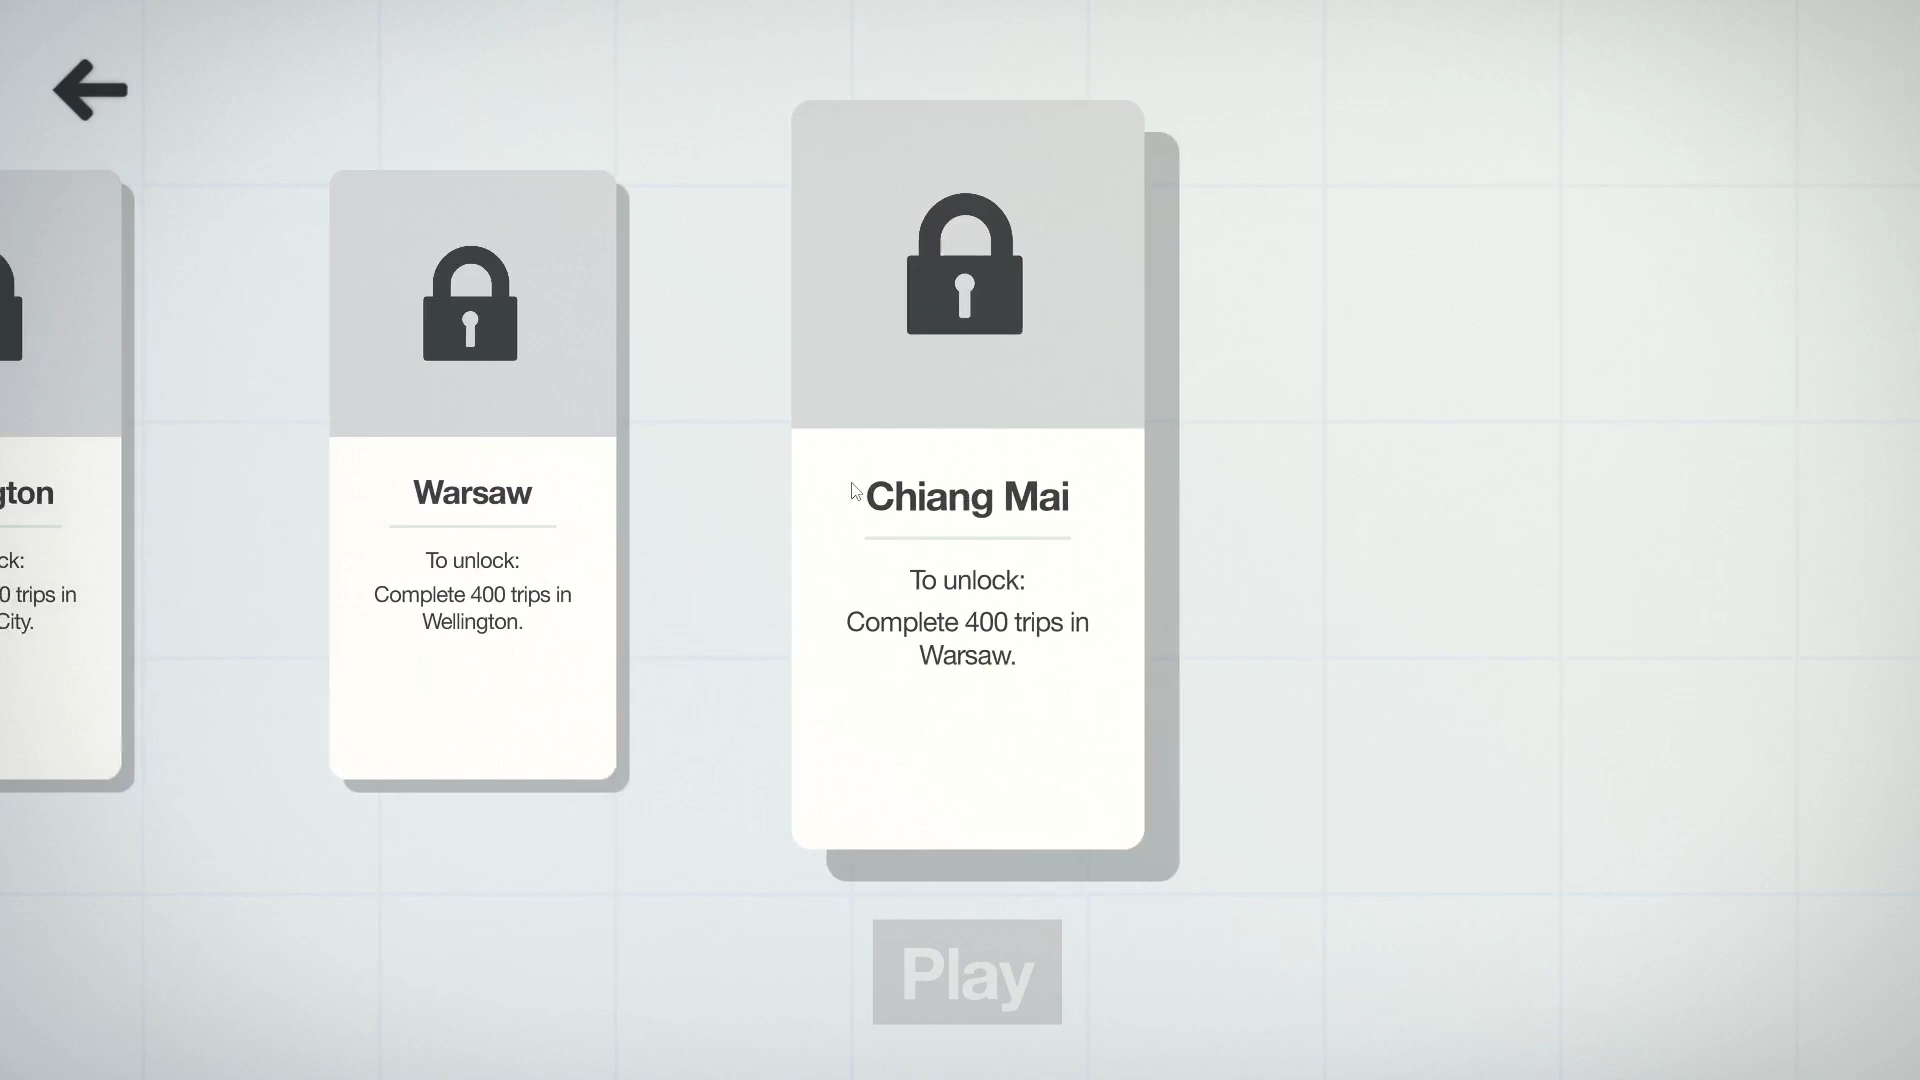 gton
ck:
0 trips in
City.
Warsaw
To unlock:
Complete 400 trips in
Wellington.
Chiang Mai
To unlock:
Complete 400 trips in
Warsaw.
Play